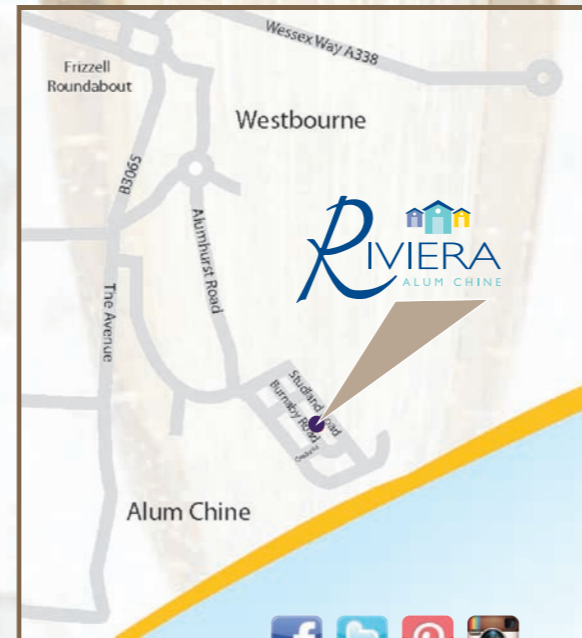 Wessex Way A338
Frizzell
Roundabout
Westbourne
B3065
Alumhurst Road
RIVIERA
ALUM CHINE
The Avenue
Studland Road
Burnaby Road
Alum Chine